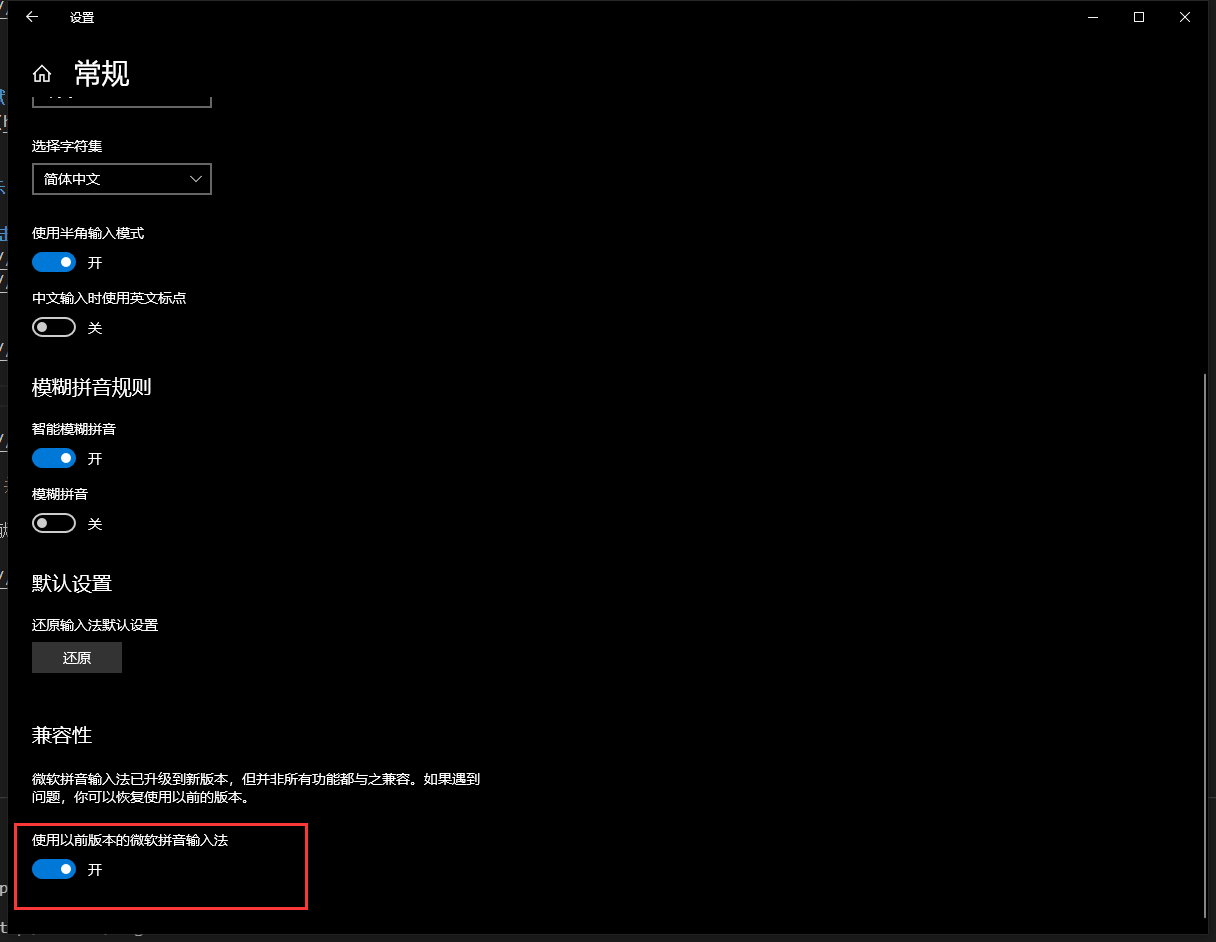 设置
常规
选择字符集
简体中文
使用半角输入模式
开
中文输入时使用英文标点
关
模糊拼音规则
智能模糊拼音
开
模糊拼音
关
默认设置
还原输入法默认设置
还原
兼容性
微软拼音输入法已升级到新版本，但并非所有功能都与之兼容。如果遇到
问题，你可以恢复使用以前的版本。
使用以前版本的微软拼音输入法
开